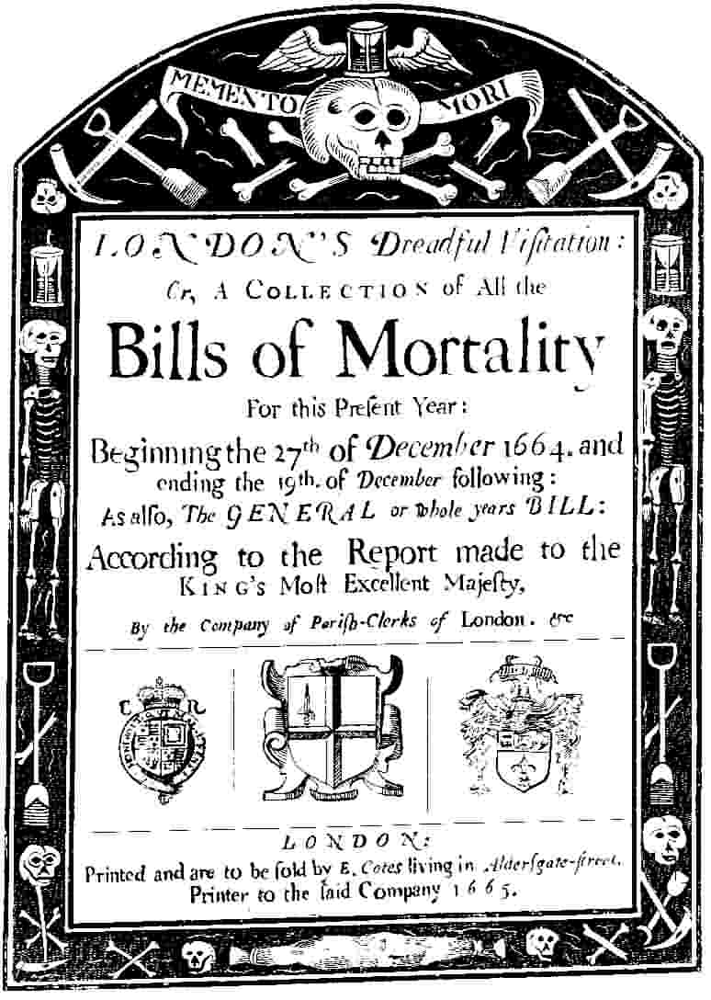 MEMENTO MORI
LONDON'S Dreadful Viſitation:
Or, A COLLECTION of All the
Bills of Mortality
For this Preſent Year:
Beginning the 27th of December 1664. and
ending the 19th. of December following:
As alſo, The GENERAL or whole years BILL:
According to the Report made to the
KING'S Moſt Excellent Majeſty,
By the Company of Pariſh-Clerks of London. &c
C R
LONDON:
Printed and are to be ſold by E. Cotes living in Alderſgate-ſtreet.
Printer to the ſaid Company 1665.